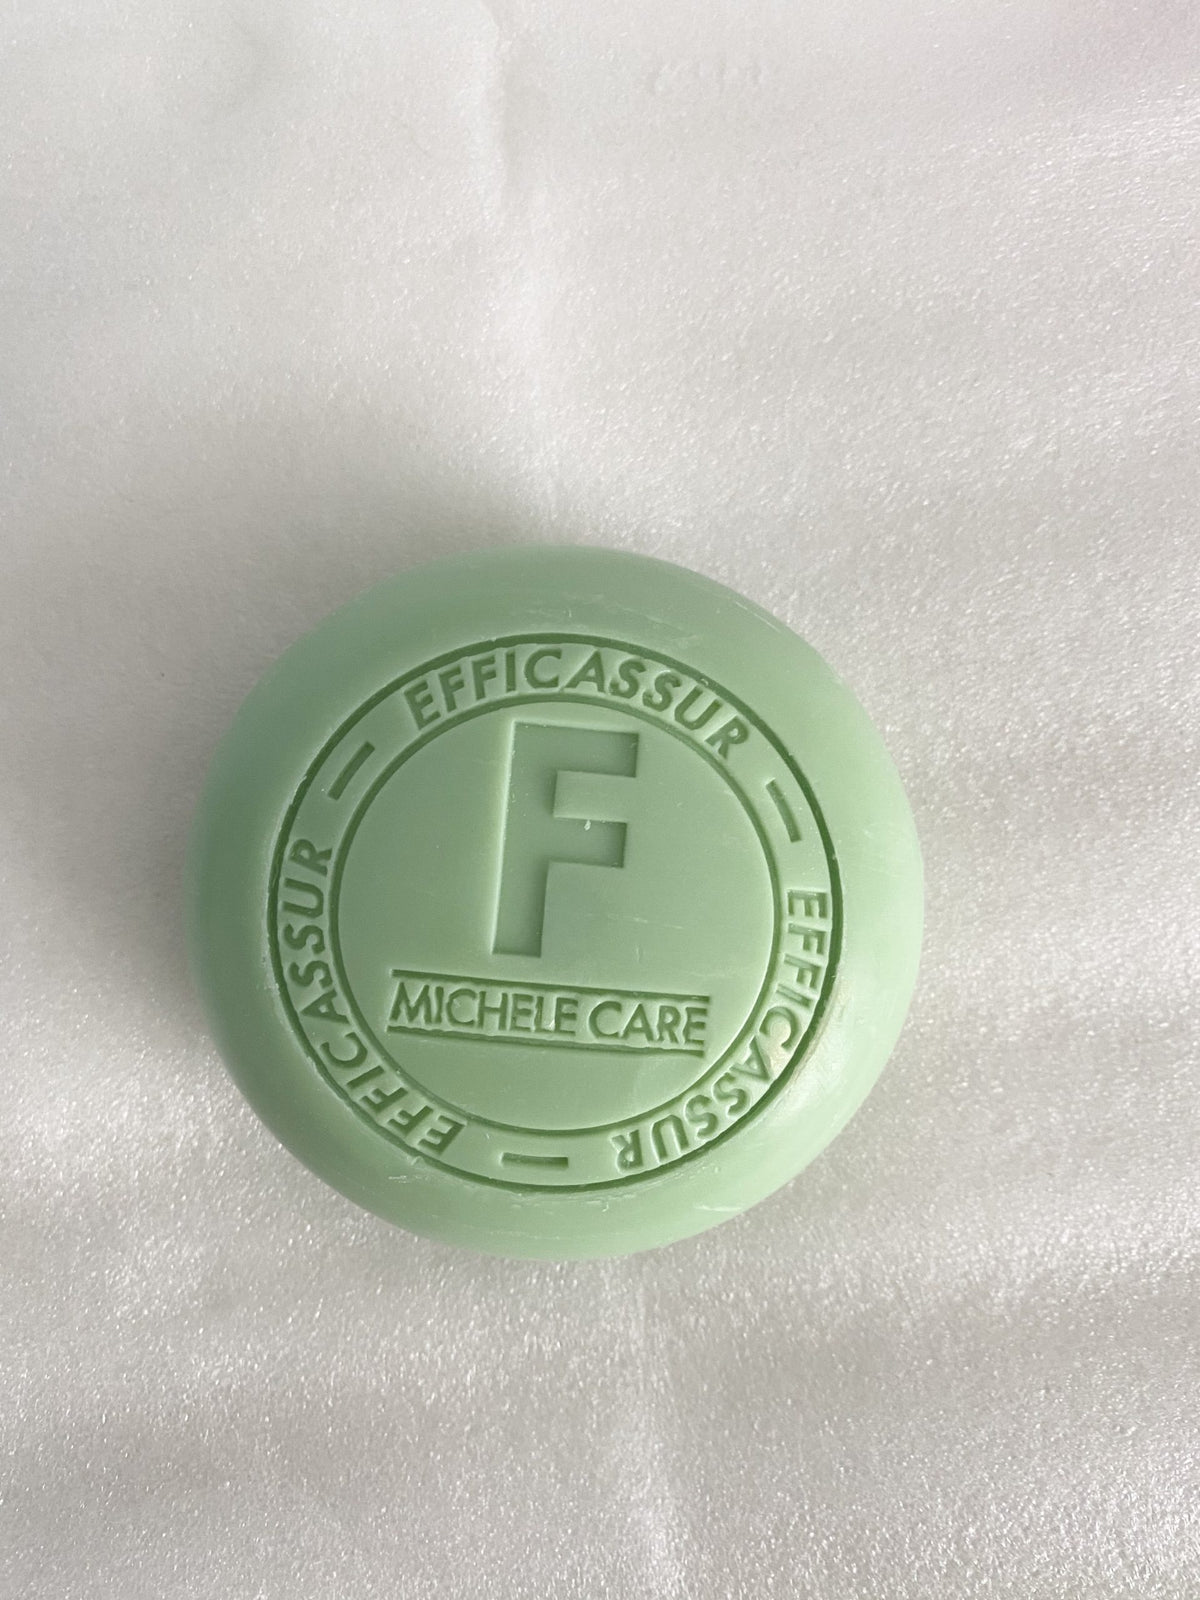 EFFICASSUR — EFFICASSUR — EFFICASSUR —
F
MICHELE CARE